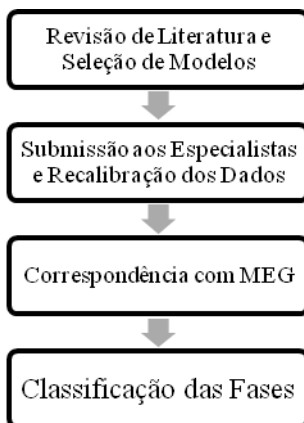 Revisão de Literatura e
Seleção de Modelos
Submissão aos Especialistas
e Recalibração dos Dados
Correspondência com MEG
Classificação das Fases